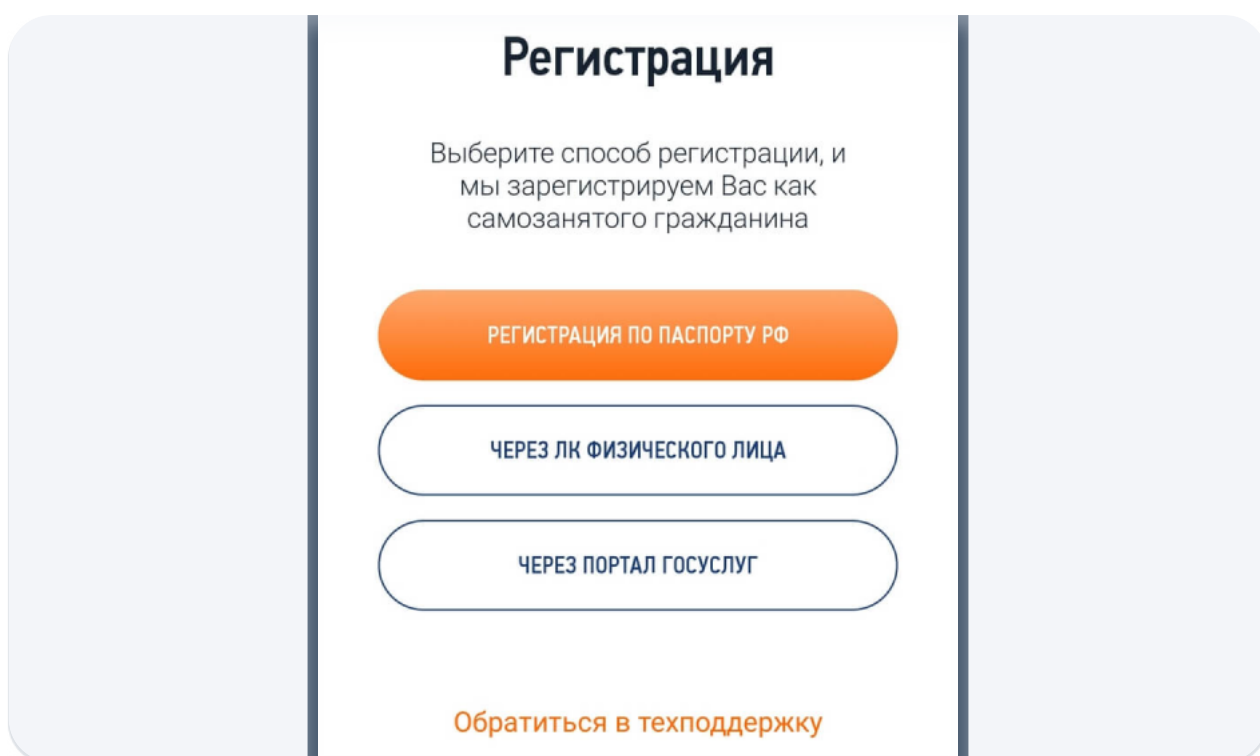 Регистрация
Выберите способ регистрации, и
мы зарегистрируем Вас как
самозанятого гражданина
РЕГИСТРАЦИЯ ПО ПАСПОРТУ РФ
ЧЕРЕЗ ЛК ФИЗИЧЕСКОГО ЛИЦА
ЧЕРЕЗ ПОРТАЛ ГОСУСЛУГ
Обратиться в техподдержку